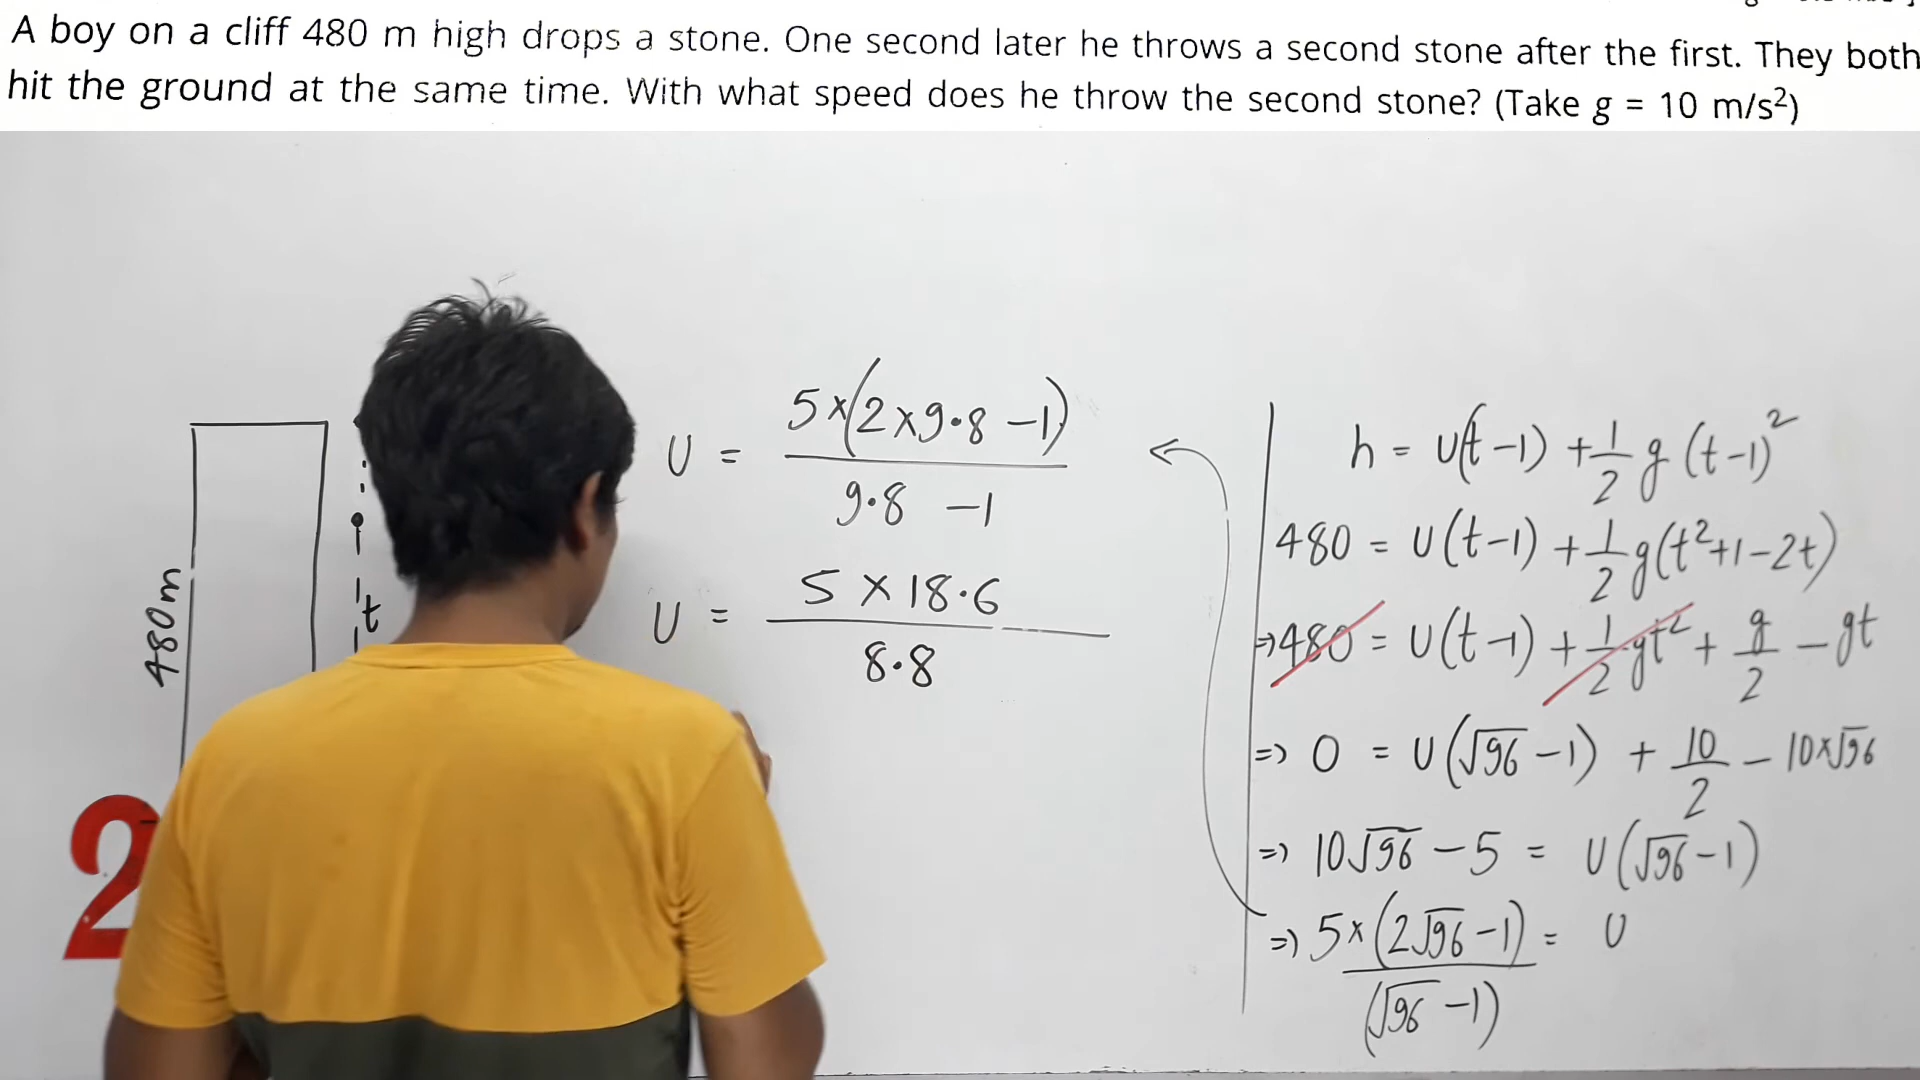 A boy on a cliff 480 m high drops a stone. One second later he throws a second stone after the first. They both
hit the ground at the same time. With what speed does he throw the second stone? (Take g = 10 m/s²)
480m
t
2
U = 5×(2×9.8 −1) / 9.8 −1
U = 5 × 18.6 / 8.8
h = u(t−1) + 1/2 g (t−1)²
480 = u(t−1) + 1/2 g(t²+1−2t)
⇒ 480 = u(t−1) + 1/2 gt² + g/2 − gt
⇒ 0 = u(√96 −1) + 10/2 − 10×√96
⇒ 10√96 − 5 = u(√96−1)
⇒ 5×(2√96−1) / (√96 −1) = u